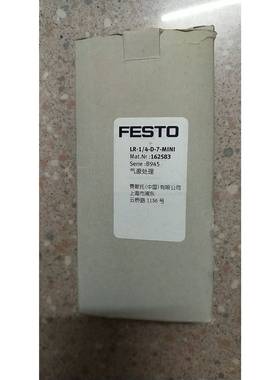 FESTO
LR-1/4-D-7-MINI
Mat.Nr.:162583
Serie:B945
气源处理
费斯托(中国)有限公司
上海市浦东
云桥路 1156 号